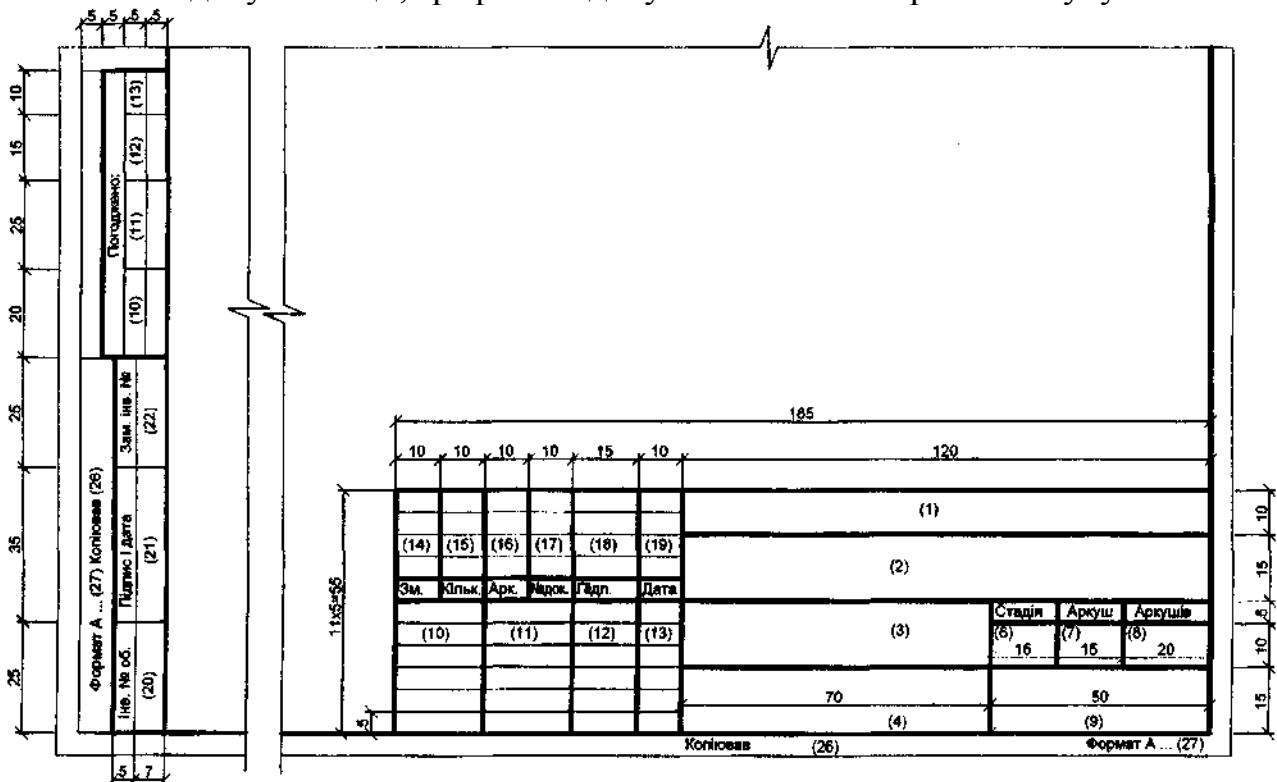 5 5 5 5
10
15
25
20
25
35
25
Погоджено:
(13)
(12)
(11)
(10)
Зам. інв. №
(22)
Підпис і дата
(21)
Інв. № об.
(20)
Формат А ... (27) Копіював (26)
5 7
185
10 10 10 10 15 10 120
11х5=55
5
(1)
(14) (15) (16) (17) (18) (19)
(2)
Зм. Кільк. Арк. №док. Підп. Дата
(3)
Стадія Аркуш Аркушів
(10) (11) (12) (13)
(6) (7) (8)
15 15 20
70 50
(4) (9)
10
15
5
10
15
Копіював (26) Формат А ... (27)